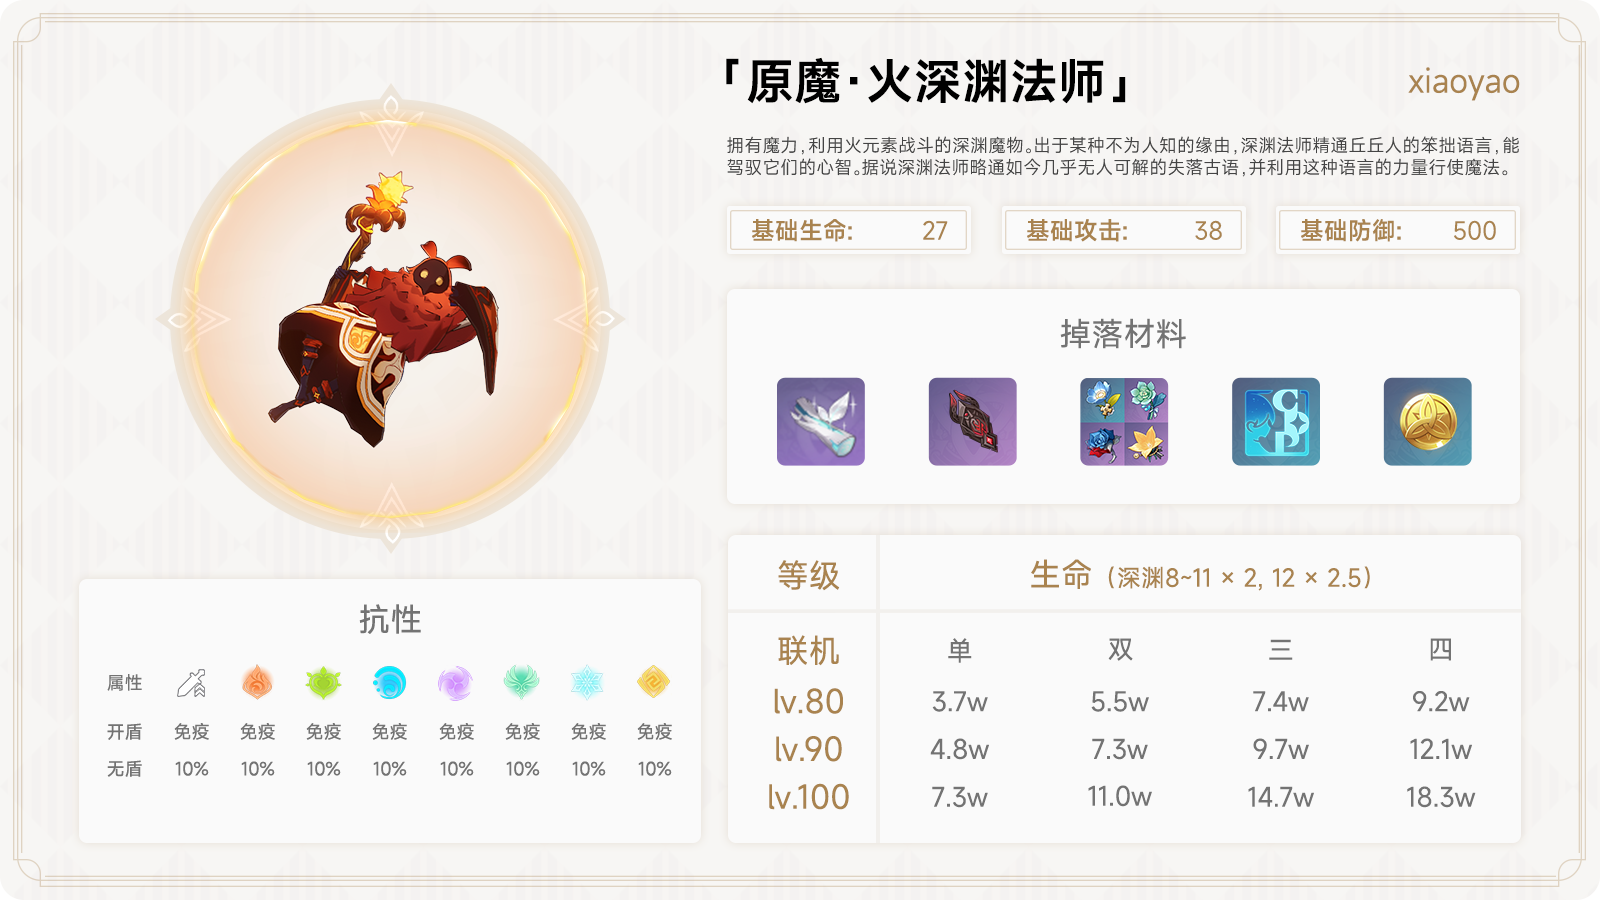 「原魔·火深渊法师」
xiaoyao
拥有魔力,利用火元素战斗的深渊魔物。出于某种不为人知的缘由,深渊法师精通丘丘人的笨拙语言,能
驾驭它们的心智。据说深渊法师略通如今几乎无人可解的失落古语,并利用这种语言的力量行使魔法。
基础生命: 27
基础攻击: 38
基础防御: 500
掉落材料
抗性
属性
开盾 免疫 免疫 免疫 免疫 免疫 免疫 免疫 免疫
无盾 10% 10% 10% 10% 10% 10% 10% 10%
等级 生命 (深渊8~11 × 2, 12 × 2.5)
联机 单 双 三 四
lv.80 3.7w 5.5w 7.4w 9.2w
lv.90 4.8w 7.3w 9.7w 12.1w
lv.100 7.3w 11.0w 14.7w 18.3w